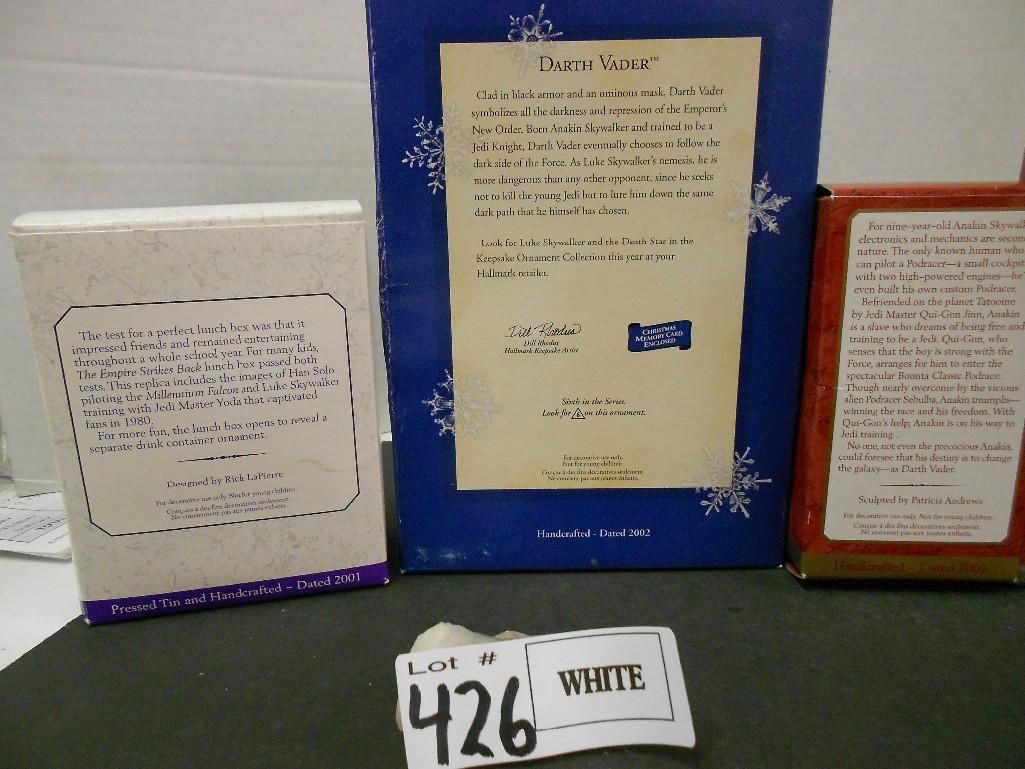 The test for a perfect lunch box was that it
impressed friends and remained entertaining
throughout a whole school year. For many kids,
The Empire Strikes Back lunch box passed both
tests. This replica includes the images of Han Solo
piloting the Millennium Falcon and Luke Skywalker
training with Jedi Master Yoda that captivated
fans in 1980.
For more fun, the lunch box opens to reveal a
separate drink container ornament.
Designed by Rich LaPierre
For decorative use only. Not for young children.
Conçues à des fins décoratives seulement.
Ne conviennent pas aux jeunes enfants.
Pressed Tin and Handcrafted – Dated 2001
DARTH VADER™
Clad in black armor and an ominous mask, Darth Vader
symbolizes all the darkness and repression of the Emperor's
New Order. Born Anakin Skywalker and trained to be a
Jedi Knight, Darth Vader eventually chooses to follow the
dark side of the Force. As Luke Skywalker's nemesis, he is
more dangerous than any other opponent, since he seeks
not to kill the young Jedi but to lure him down the same
dark path that he himself has chosen.
Look for Luke Skywalker and the Death Star in the
Keepsake Ornament Collection this year at your
Hallmark retailer.
Dill Rhodus
Dill Rhodus
Hallmark Keepsake Artist
CHRISTMAS
MEMORY CARD
ENCLOSED
Sixth in the Series.
Look for 6 on this ornament.
For decorative use only.
Not for young children.
Conçue à des fins décoratives seulement.
Ne convient pas aux jeunes enfants.
Handcrafted - Dated 2002
For nine-year-old Anakin Skywal
electronics and mechanics are secon
nature. The only known human who
can pilot a Podracer—a small cockpit
with two high-powered engines—he
even built his own custom Podracer.
Befriended on the planet Tatooine
by Jedi Master Qui-Gon Jinn, Anakin
is a slave who dreams of being free and
training to be a Jedi. Qui-Gon, who
senses that the boy is strong with the
Force, arranges for him to enter the
spectacular Boonta Classic Podrace.
Though nearly overcome by the vicious
alien Podracer Sebulba, Anakin triumphs—
winning the race and his freedom. With
Qui-Gon's help, Anakin is on his way to
Jedi training...
No one, not even the precocious Anakin,
could foresee that his destiny is to change
the galaxy—as Darth Vader.
Sculpted by Patricia Andrews
For decorative use only. Not for young children.
Conçue à des fins décoratives seulement.
Ne convient pas aux jeunes enfants.
Handcrafted – Dated 2001
Lot #
426
WHITE